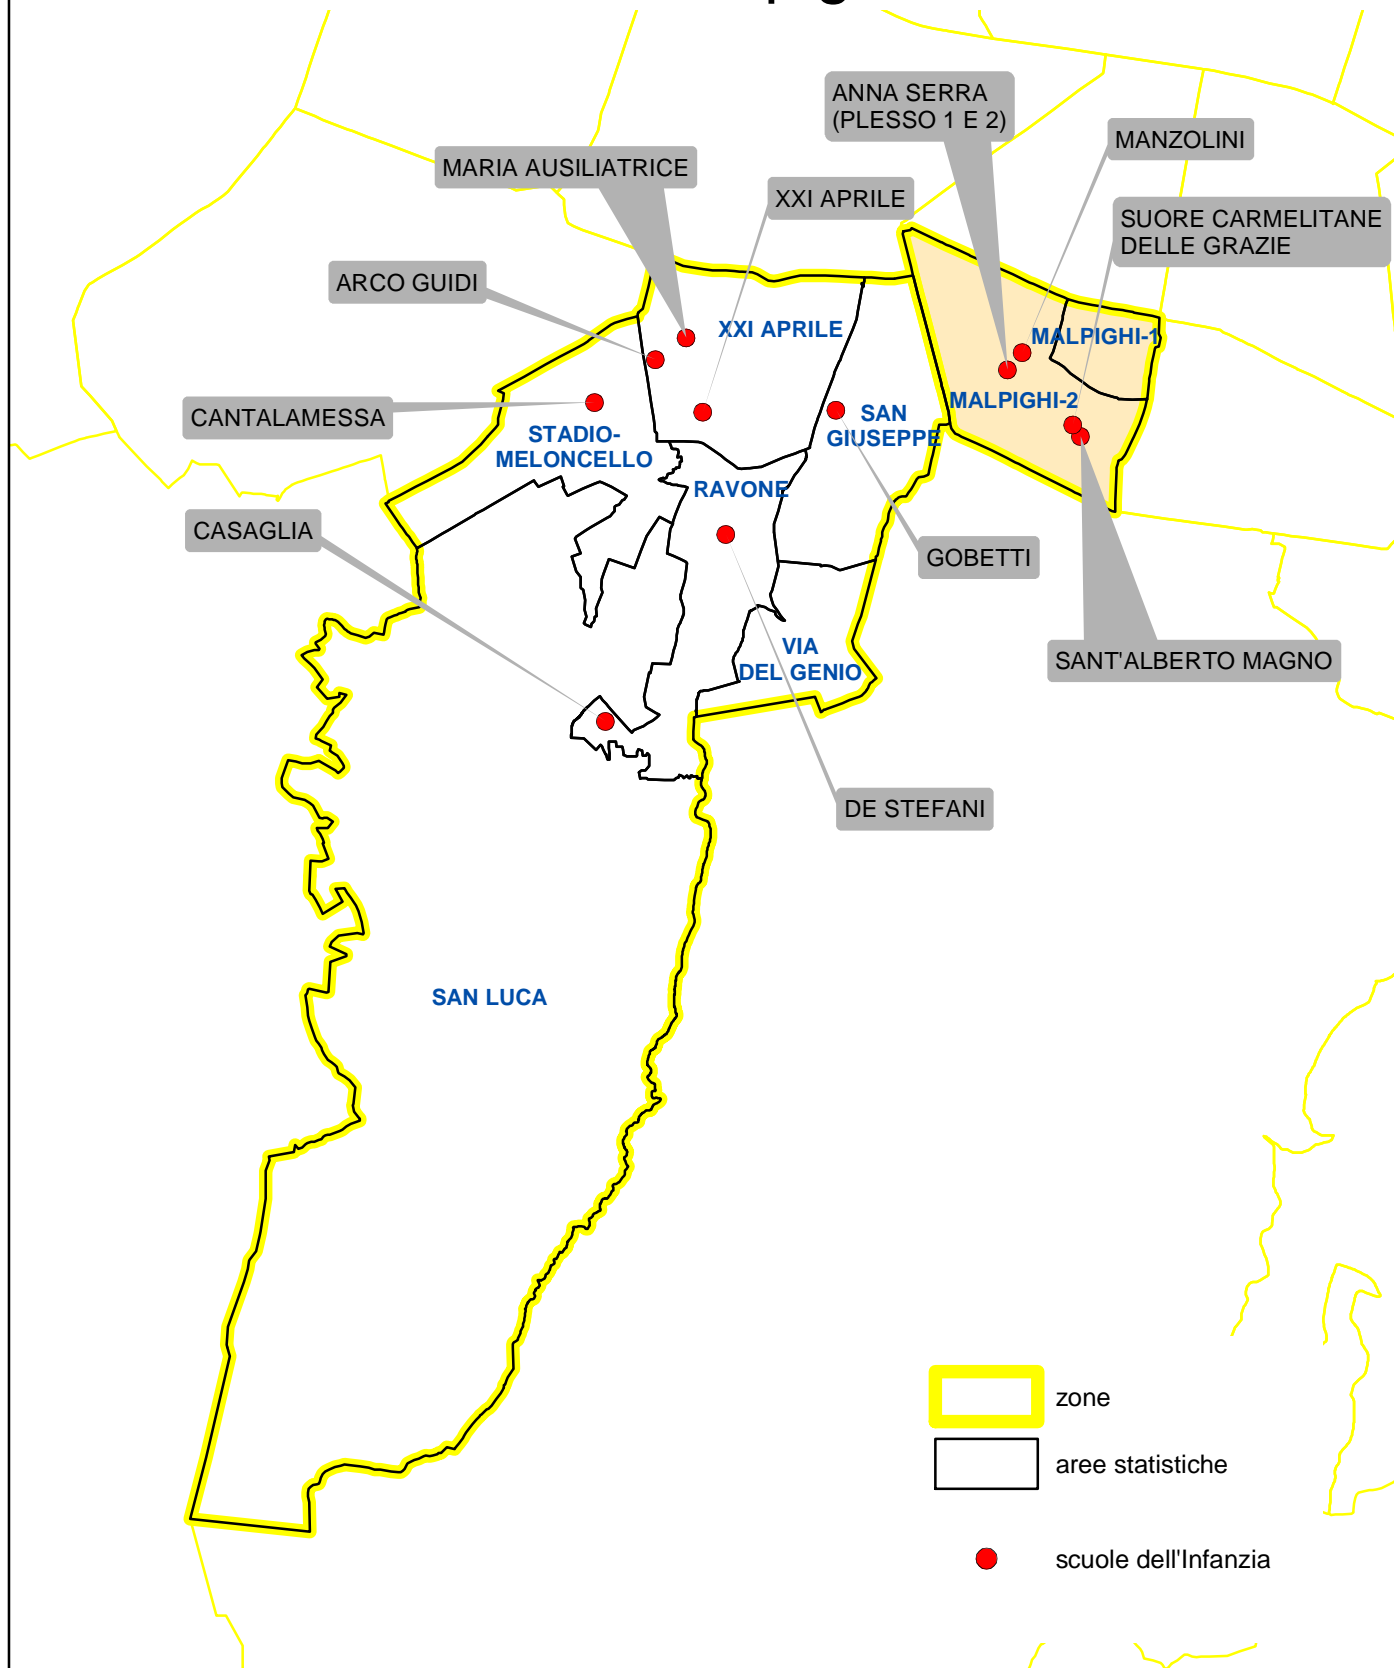 ANNA SERRA
(PLESSO 1 E 2)
MANZOLINI
MARIA AUSILIATRICE
XXI APRILE
SUORE CARMELITANE
DELLE GRAZIE
ARCO GUIDI
XXI APRILE
MALPIGHI-1
CANTALAMESSA
MALPIGHI-2
STADIO-
MELONCELLO
SAN
GIUSEPPE
RAVONE
CASAGLIA
GOBETTI
VIA
DEL GENIO
SANT'ALBERTO MAGNO
DE STEFANI
SAN LUCA
zone
aree statistiche
scuole dell'Infanzia